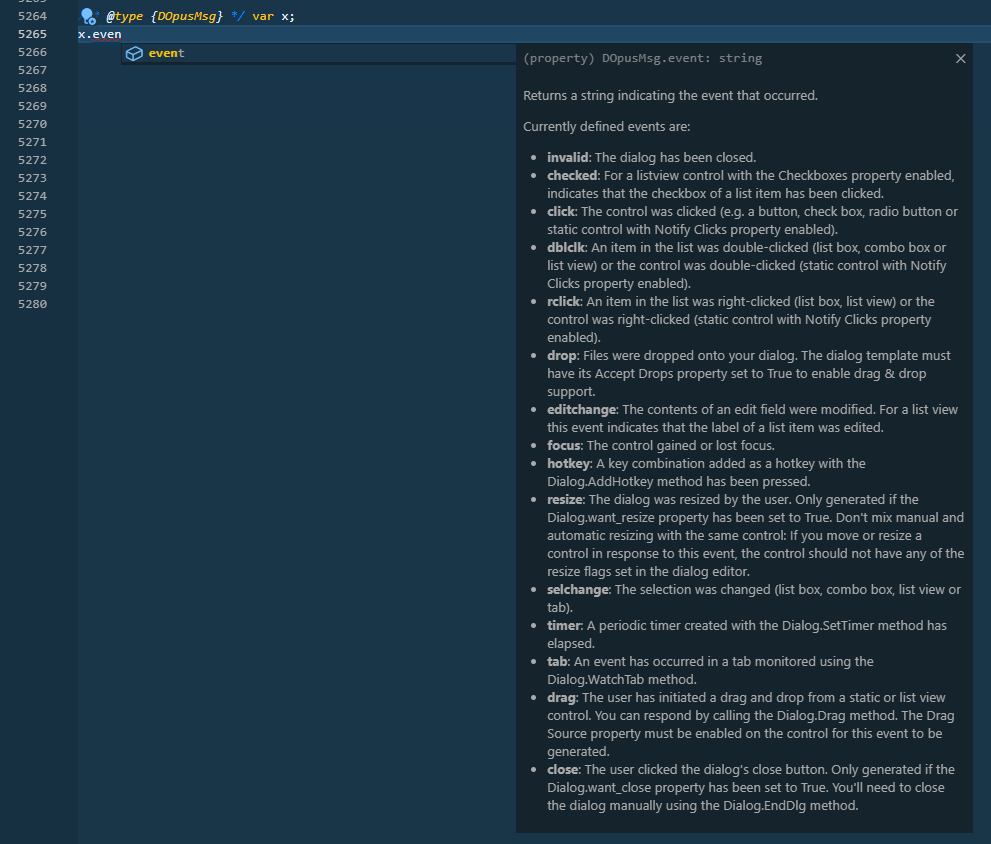 5263
5264 @type {DOpusMsg} */ var x;
5265 x.even
5266 event
5267
5268
5269
5270
5271
5272
5273
5274
5275
5276
5277
5278
5279
5280
(property) DOpusMsg.event: string
Returns a string indicating the event that occurred.
Currently defined events are:
• invalid: The dialog has been closed.
• checked: For a listview control with the Checkboxes property enabled,
indicates that the checkbox of a list item has been clicked.
• click: The control was clicked (e.g. a button, check box, radio button or
static control with Notify Clicks property enabled).
• dblclk: An item in the list was double-clicked (list box, combo box or
list view) or the control was double-clicked (static control with Notify
Clicks property enabled).
• rclick: An item in the list was right-clicked (list box, list view) or the
control was right-clicked (static control with Notify Clicks property
enabled).
• drop: Files were dropped onto your dialog. The dialog template must
have its Accept Drops property set to True to enable drag & drop
support.
• editchange: The contents of an edit field were modified. For a list view
this event indicates that the label of a list item was edited.
• focus: The control gained or lost focus.
• hotkey: A key combination added as a hotkey with the
Dialog.AddHotkey method has been pressed.
• resize: The dialog was resized by the user. Only generated if the
Dialog.want_resize property has been set to True. Don't mix manual and
automatic resizing with the same control: If you move or resize a
control in response to this event, the control should not have any of the
resize flags set in the dialog editor.
• selchange: The selection was changed (list box, combo box, list view or
tab).
• timer: A periodic timer created with the Dialog.SetTimer method has
elapsed.
• tab: An event has occurred in a tab monitored using the
Dialog.WatchTab method.
• drag: The user has initiated a drag and drop from a static or list view
control. You can respond by calling the Dialog.Drag method. The Drag
Source property must be enabled on the control for this event to be
generated.
• close: The user clicked the dialog's close button. Only generated if the
Dialog.want_close property has been set to True. You'll need to close
the dialog manually using the Dialog.EndDlg method.